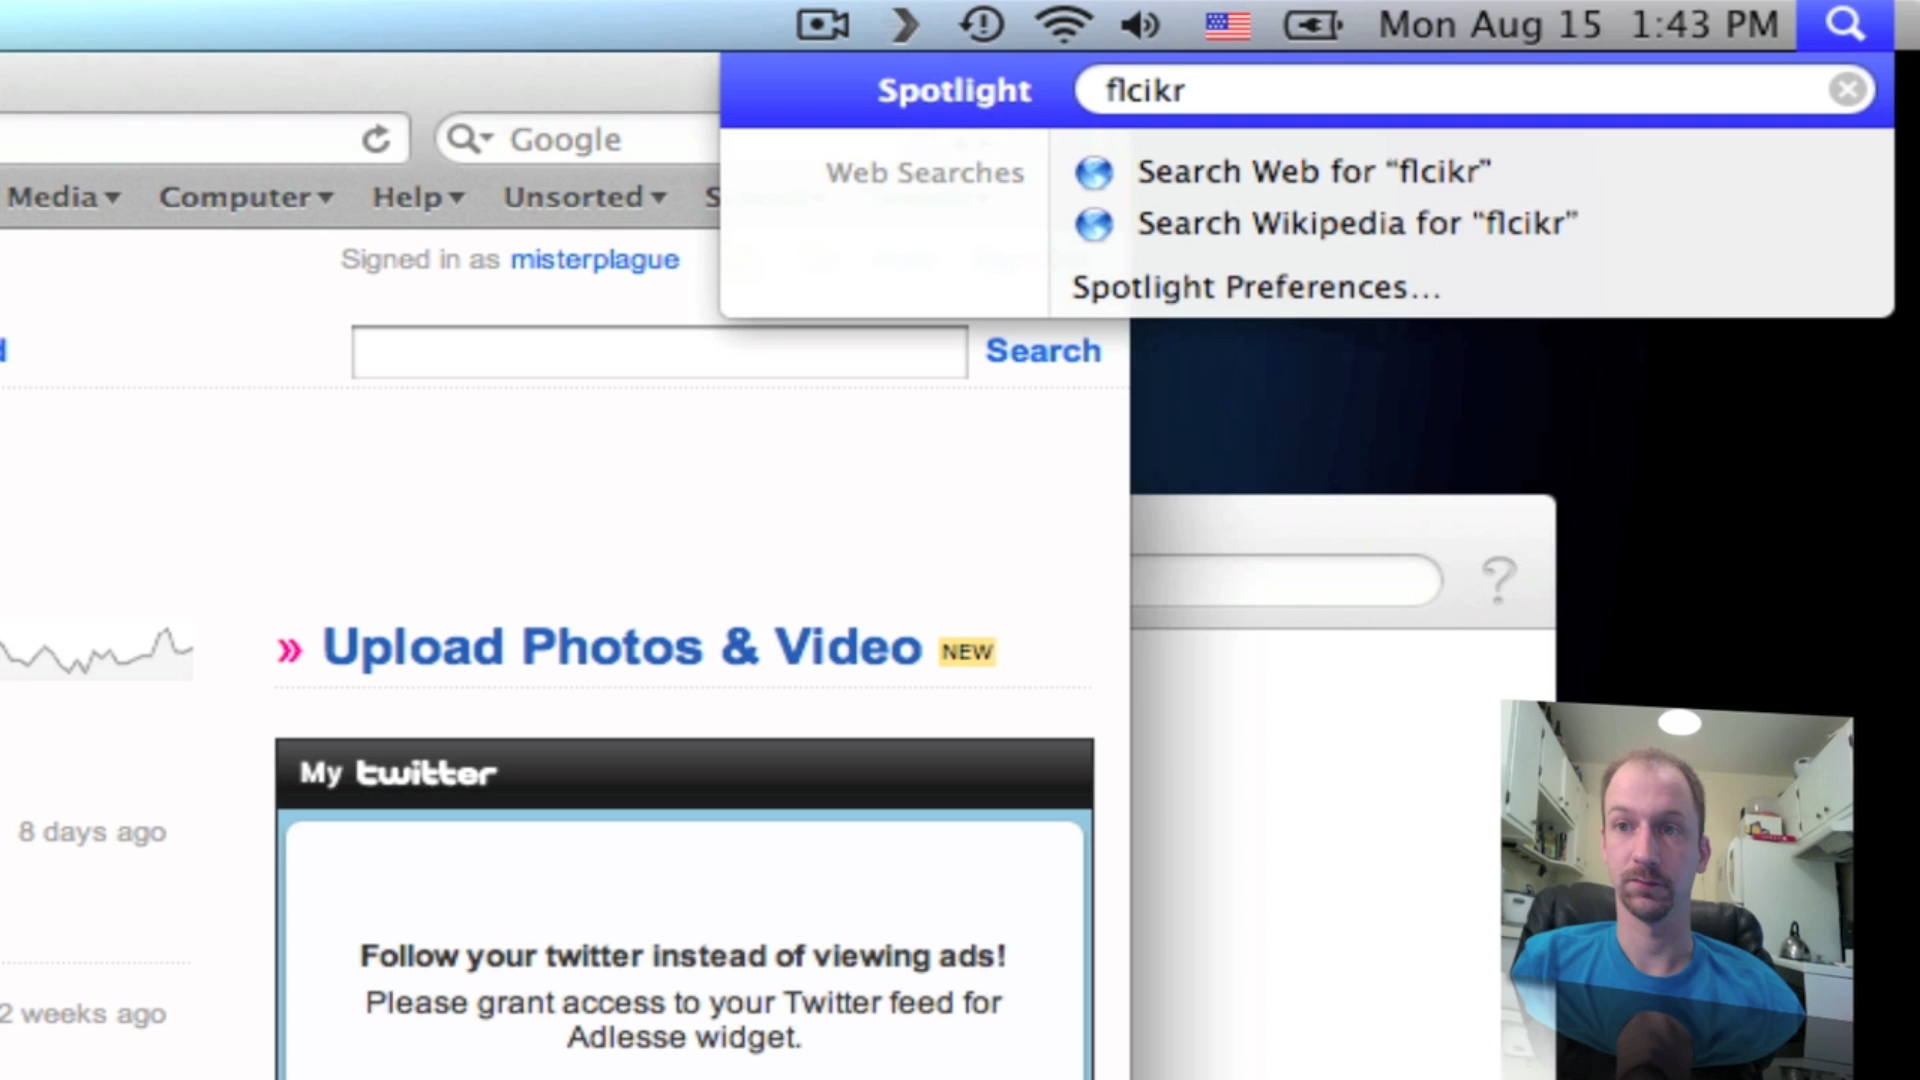 Mon Aug 15 1:43 PM
Spotlight flcikr
Google
Web Searches Search Web for “flcikr”
Search Wikipedia for “flcikr”
Spotlight Preferences…
Media Computer Help Unsorted
Signed in as misterplague
Search
Upload Photos & Video NEW
My twitter
8 days ago
Follow your twitter instead of viewing ads!
Please grant access to your Twitter feed for
Adlesse widget.
2 weeks ago